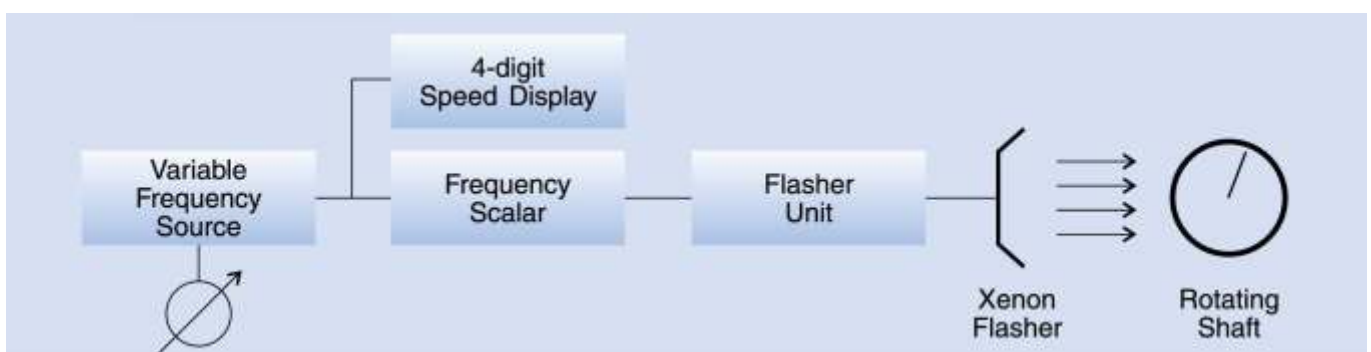 4-digit
Speed Display
Variable
Frequency
Source
Frequency
Scalar
Flasher
Unit
Xenon
Flasher
Rotating
Shaft